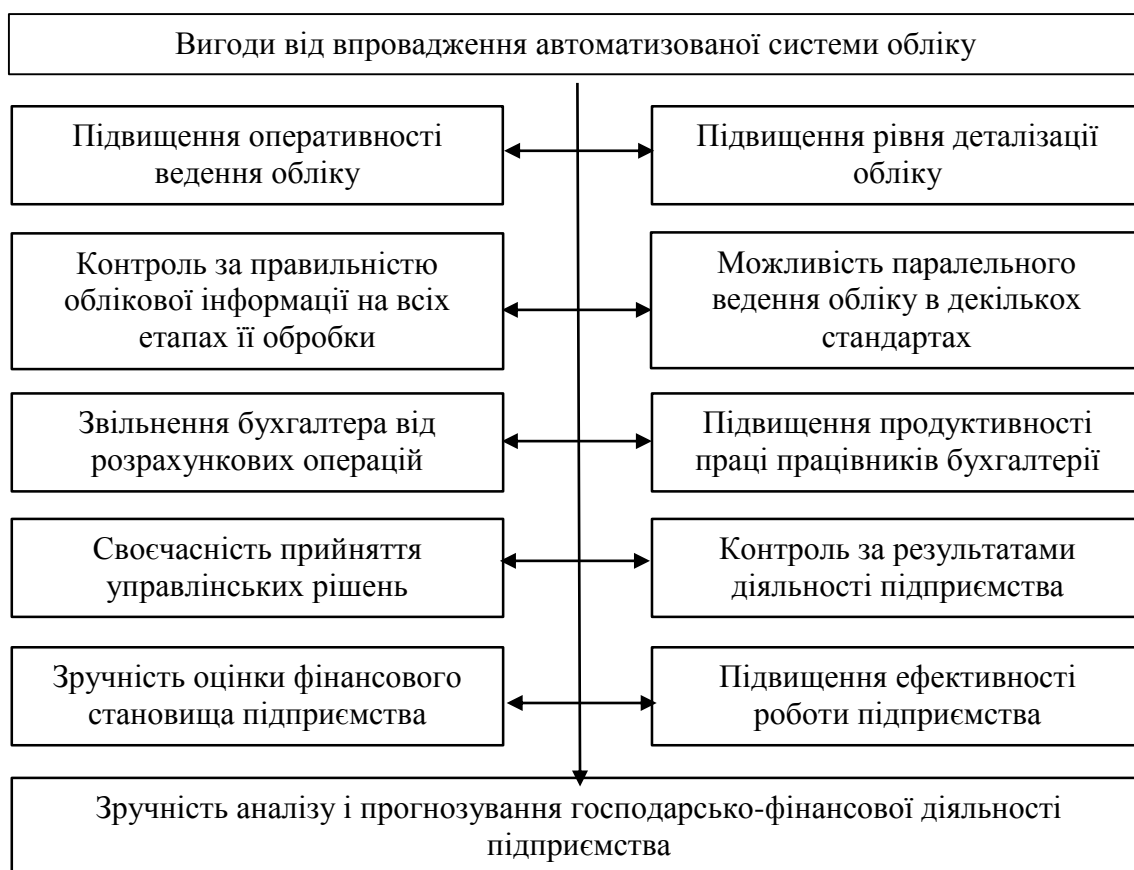 Вигоди від впровадження автоматизованої системи обліку
Підвищення оперативності
ведення обліку
Підвищення рівня деталізації
обліку
Контроль за правильністю
облікової інформації на всіх
етапах її обробки
Можливість паралельного
ведення обліку в декількох
стандартах
Звільнення бухгалтера від
розрахункових операцій
Підвищення продуктивності
праці працівників бухгалтерії
Своєчасність прийняття
управлінських рішень
Контроль за результатами
діяльності підприємства
Зручність оцінки фінансового
становища підприємства
Підвищення ефективності
роботи підприємства
Зручність аналізу і прогнозування господарсько-фінансової діяльності
підприємства